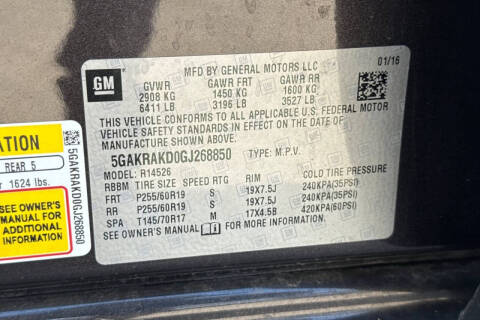 GM
MFD BY GENERAL MOTORS LLC
01/16
GVWR GAWR FRT GAWR RR
2908 KG 1450 KG 1600 KG
6411 LB 3196 LB 3527 LB
THIS VEHICLE CONFORMS TO ALL APPLICABLE U.S. FEDERAL MOTOR
VEHICLE SAFETY STANDARDS IN EFFECT ON THE DATE OF
MANUFACTURE SHOWN ABOVE.
5GAKRAKD0GJ268850 TYPE: M.P.V.
MODEL: R14526
RBBM TIRE SIZE SPEED RTG RIM COLD TIRE PRESSURE
FRT P255/60R19 S 19X7.5J 240KPA(35PSI)
RR P255/60R19 S 19X7.5J 240KPA(35PSI)
SPA T145/70R17 M 17X4.5B 420KPA(60PSI)
SEE OWNER'S MANUAL FOR MORE INFORMATION.
ATION
REAR 5
1624 lbs.
SEE OWNER'S
MANUAL FOR
ADDITIONAL
INFORMATION
5GAKRAKD0GJ268850